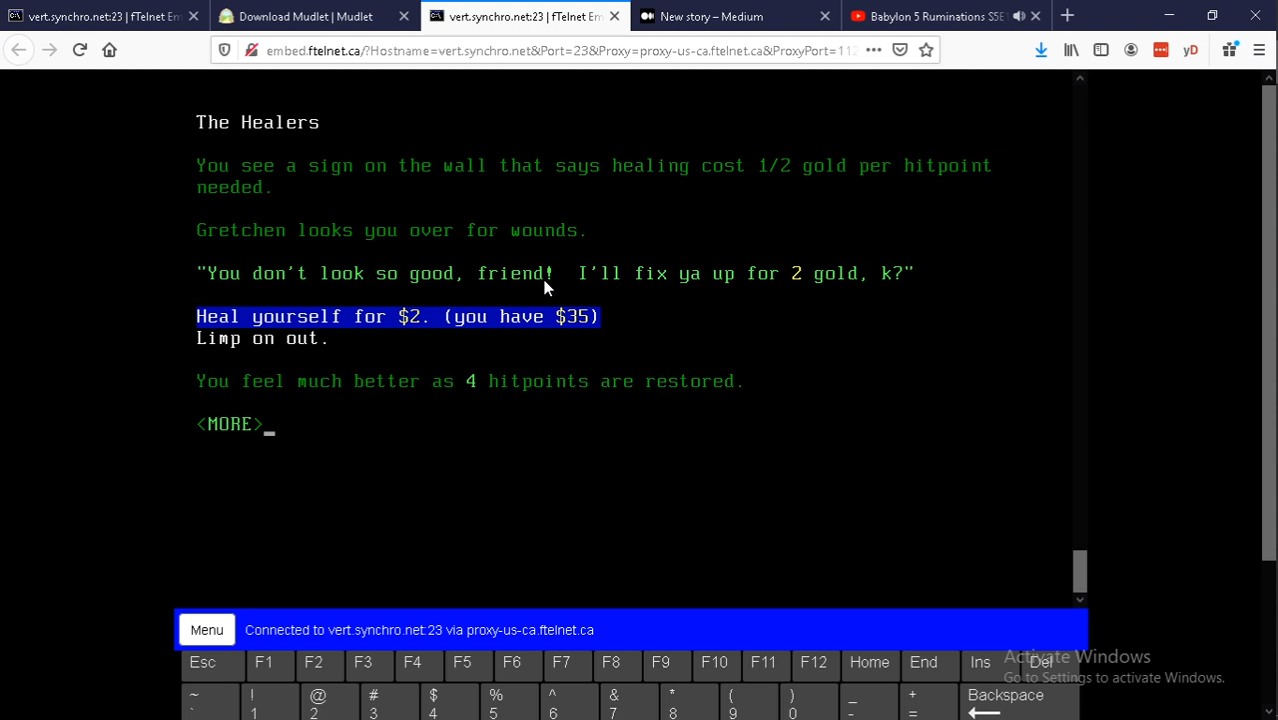 vert.synchro.net:23 | fTelnet Em
Download Mudlet | Mudlet
vert.synchro.net:23 | fTelnet Em
New story – Medium
Babylon 5 Ruminations S5E1
embed.ftelnet.ca/?Hostname=vert.synchro.net&Port=23&Proxy=proxy-us-ca.ftelnet.ca&ProxyPort=112
yD
The Healers
You see a sign on the wall that says healing cost 1/2 gold per hitpoint
needed.
Gretchen looks you over for wounds.
"You don't look so good, friend!  I'll fix ya up for 2 gold, k?"
Heal yourself for $2. (you have $35)
Limp on out.
You feel much better as 4 hitpoints are restored.
<MORE>_
Menu
Connected to vert.synchro.net:23 via proxy-us-ca.ftelnet.ca
Activate Windows
Go to Settings to activate Windows.
Esc F1 F2 F3 F4 F5 F6 F7 F8 F9 F10 F11 F12 Home End Ins Del
~ ! @ # $ % ^ & * ( ) _ + Backspace
` 1 2 3 4 5 6 7 8 9 0 - =